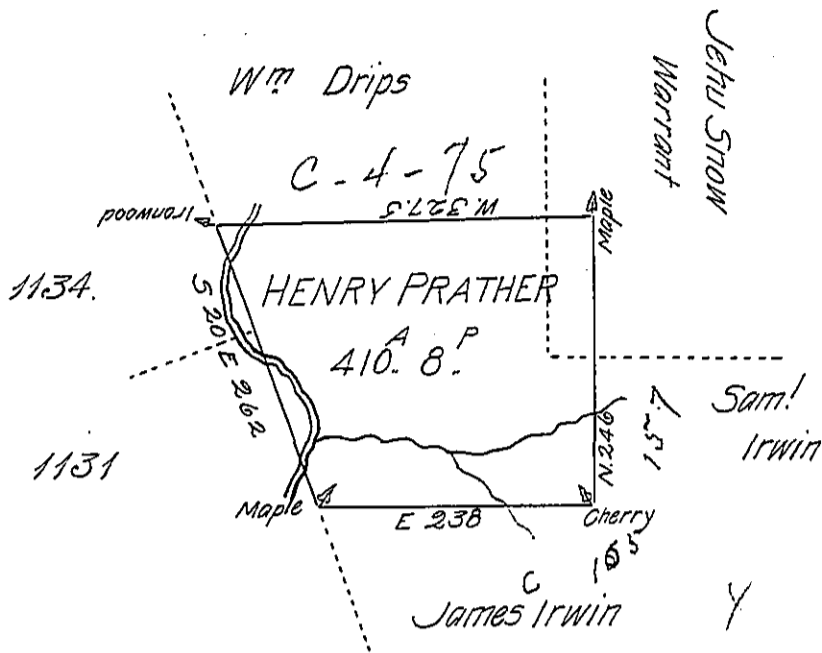 Wm Drips
Jehu Snow
Warrant
C-4-75
Ironwood
W. 327.5
Maple
1134.
S 20 E 262
HENRY PRATHER
410 A. 8 P.
N. 246
Saml
Irwin
1131
Maple
E 238
Cherry
C
James Irwin
Y